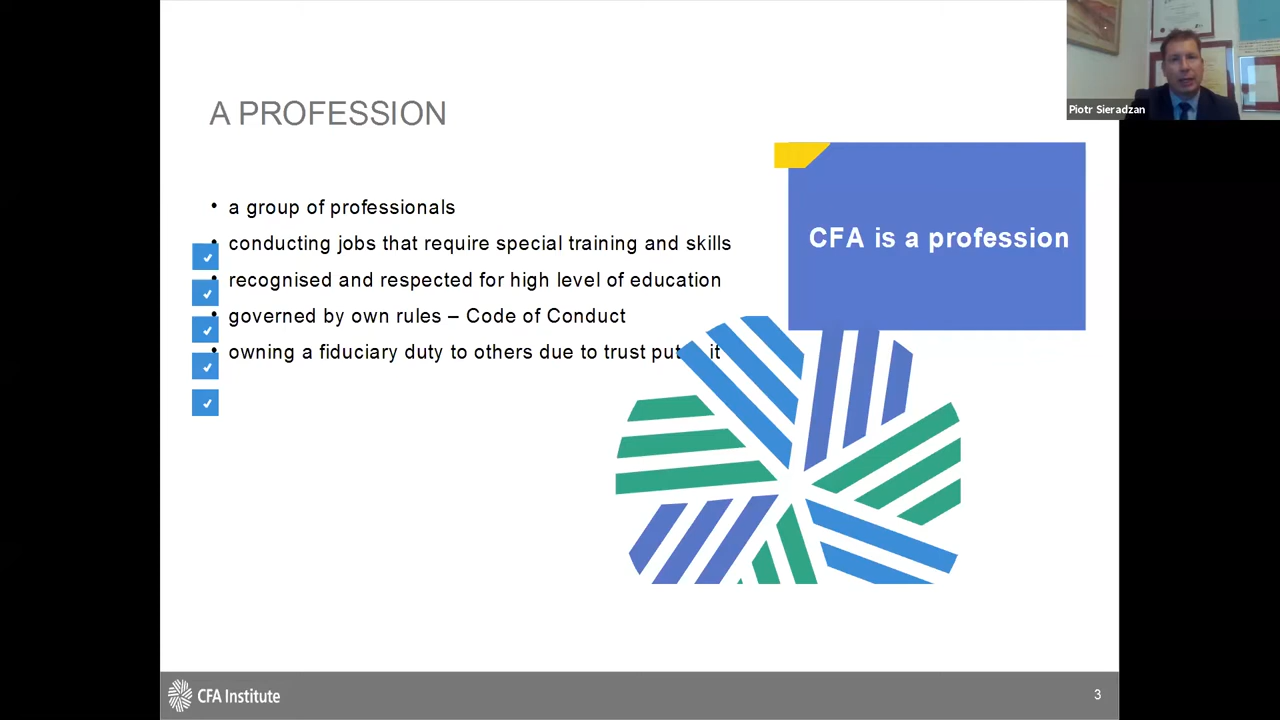 A PROFESSION
a group of professionals
conducting jobs that require special training and skills
recognised and respected for high level of education
governed by own rules – Code of Conduct
owning a fiduciary duty to others due to trust put it
CFA is a profession
Piotr Sieradzan
CFA Institute
3